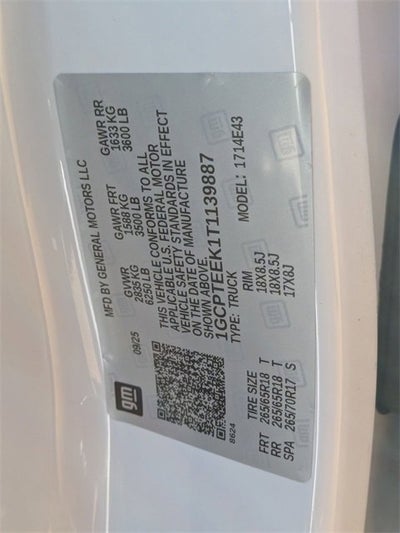 gm
MFD BY GENERAL MOTORS LLC
09/25 GVWR GAWR FRT GAWR RR
2835 KG 1588 KG 1633 KG
6250 LB 3500 LB 3600 LB
THIS VEHICLE CONFORMS TO ALL
APPLICABLE U.S. FEDERAL MOTOR
VEHICLE SAFETY STANDARDS IN EFFECT
ON THE DATE OF MANUFACTURE
SHOWN ABOVE.
1GCPTEEK1T1139887
TYPE: TRUCK MODEL: 1714E43
8624
TIRE SIZE RIM
FRT 265/65R18 T 18X8.5J
RR 265/65R18 T 18X8.5J
SPA 265/70R17 S 17X8J